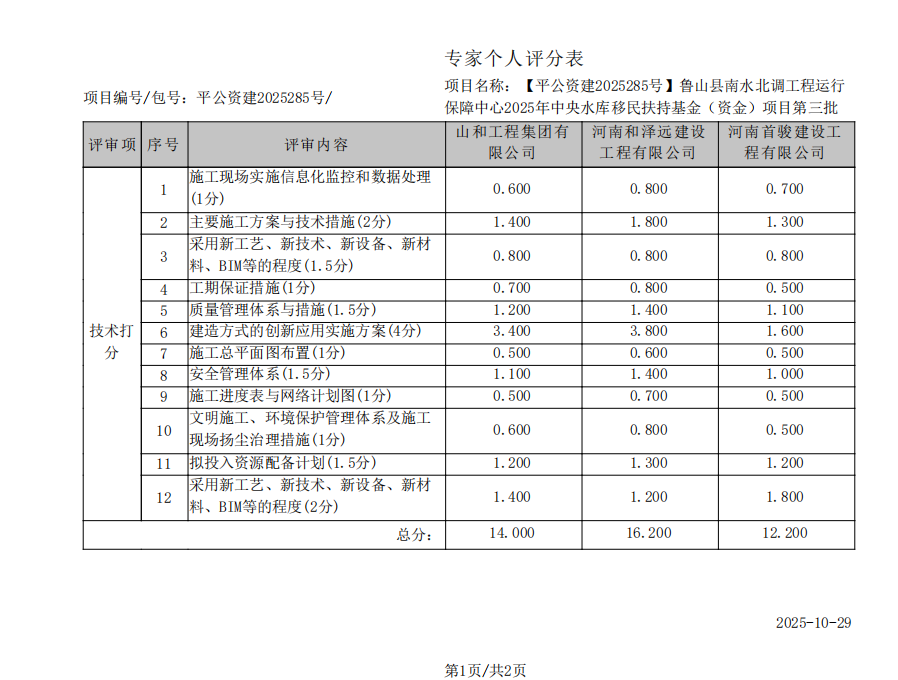 专家个人评分表
项目编号/包号: 平公资建2025285号/
项目名称: 【平公资建2025285号】鲁山县南水北调工程运行
保障中心2025年中央水库移民扶持基金（资金）项目第三批
评审项 序号 评审内容 山和工程集团有限公司 河南和泽远建设工程有限公司 河南首骏建设工程有限公司
技术打分
1 施工现场实施信息化监控和数据处理(1分) 0.600 0.800 0.700
2 主要施工方案与技术措施(2分) 1.400 1.800 1.300
3 采用新工艺、新技术、新设备、新材料、BIM等的程度(1.5分) 0.800 0.800 0.800
4 工期保证措施(1分) 0.700 0.800 0.500
5 质量管理体系与措施(1.5分) 1.200 1.400 1.100
6 建造方式的创新应用实施方案(4分) 3.400 3.800 1.600
7 施工总平面图布置(1分) 0.500 0.600 0.500
8 安全管理体系(1.5分) 1.100 1.400 1.000
9 施工进度表与网络计划图(1分) 0.500 0.700 0.500
10 文明施工、环境保护管理体系及施工现场扬尘治理措施(1分) 0.600 0.800 0.500
11 拟投入资源配备计划(1.5分) 1.200 1.300 1.200
12 采用新工艺、新技术、新设备、新材料、BIM等的程度(2分) 1.400 1.200 1.800
总分: 14.000 16.200 12.200
2025-10-29
第1页/共2页